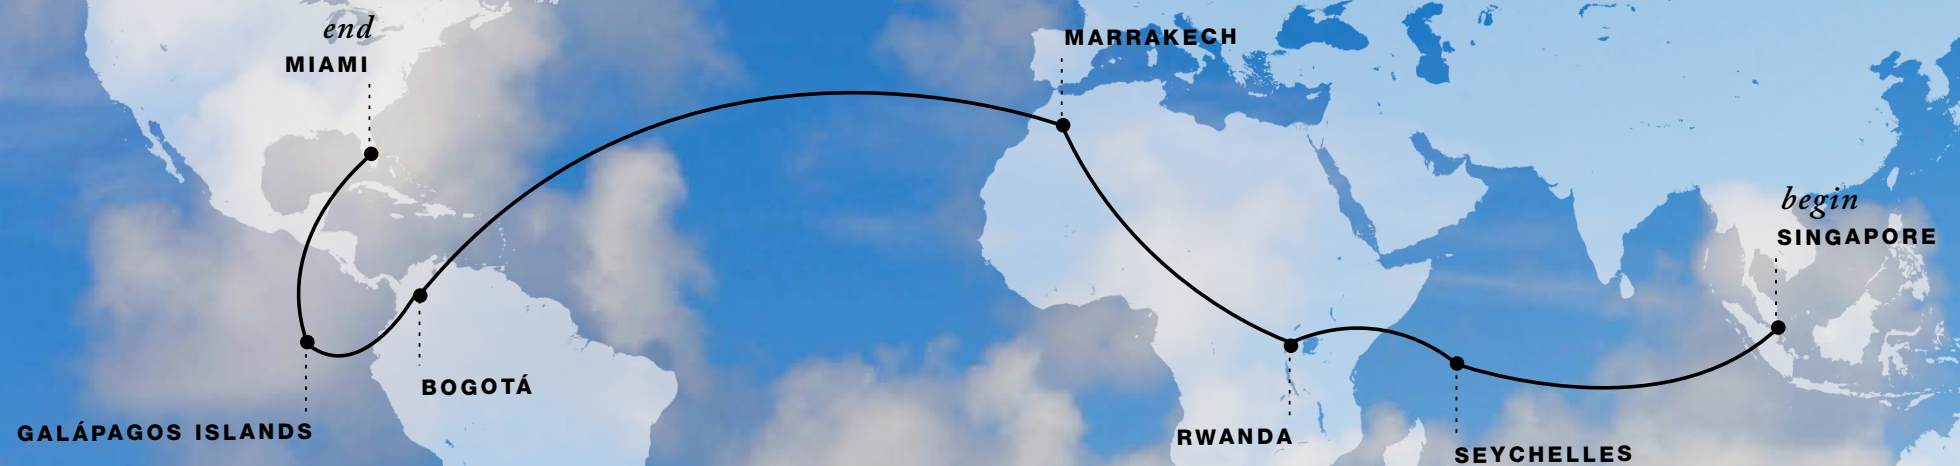 end
MIAMI
MARRAKECH
begin
SINGAPORE
BOGOTÁ
GALÁPAGOS ISLANDS
RWANDA
SEYCHELLES